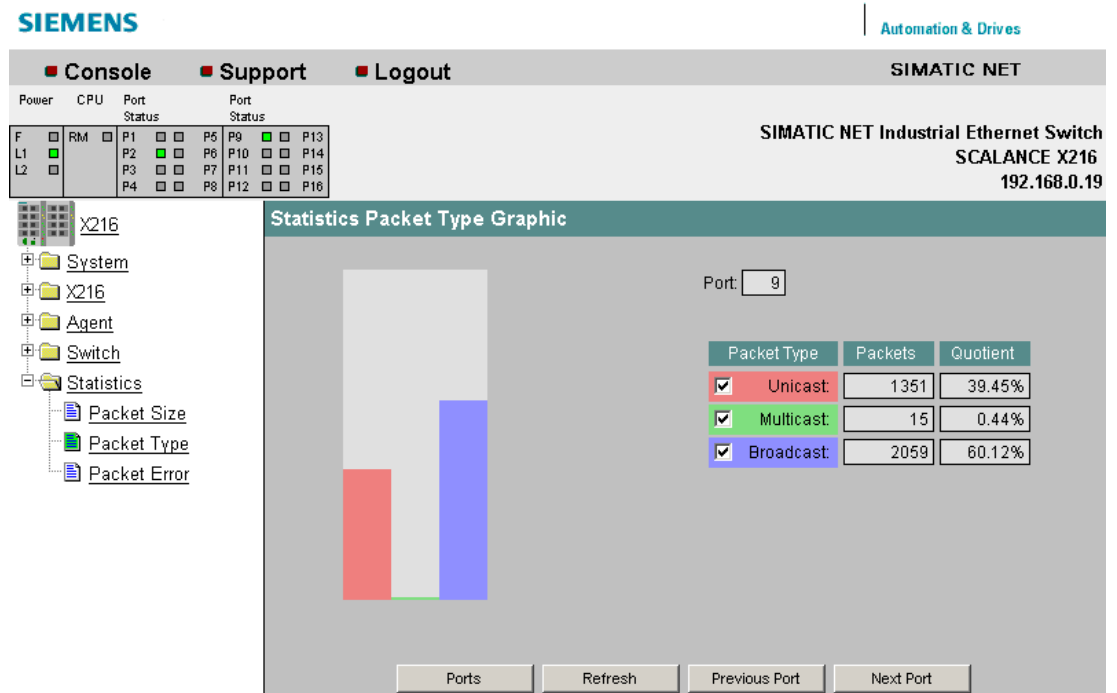 SIEMENS
Automation & Drives
Console Support Logout SIMATIC NET
Power CPU Port Status Port Status
F RM P1 P5 P9 P13
L1 P2 P6 P10 P14
L2 P3 P7 P11 P15
P4 P8 P12 P16
SIMATIC NET Industrial Ethernet Switch
SCALANCE X216
192.168.0.19
X216
System
X216
Agent
Switch
Statistics
Packet Size
Packet Type
Packet Error
Statistics Packet Type Graphic
Port: 9
Packet Type Packets Quotient
Unicast: 1351 39.45%
Multicast: 15 0.44%
Broadcast: 2059 60.12%
Ports Refresh Previous Port Next Port